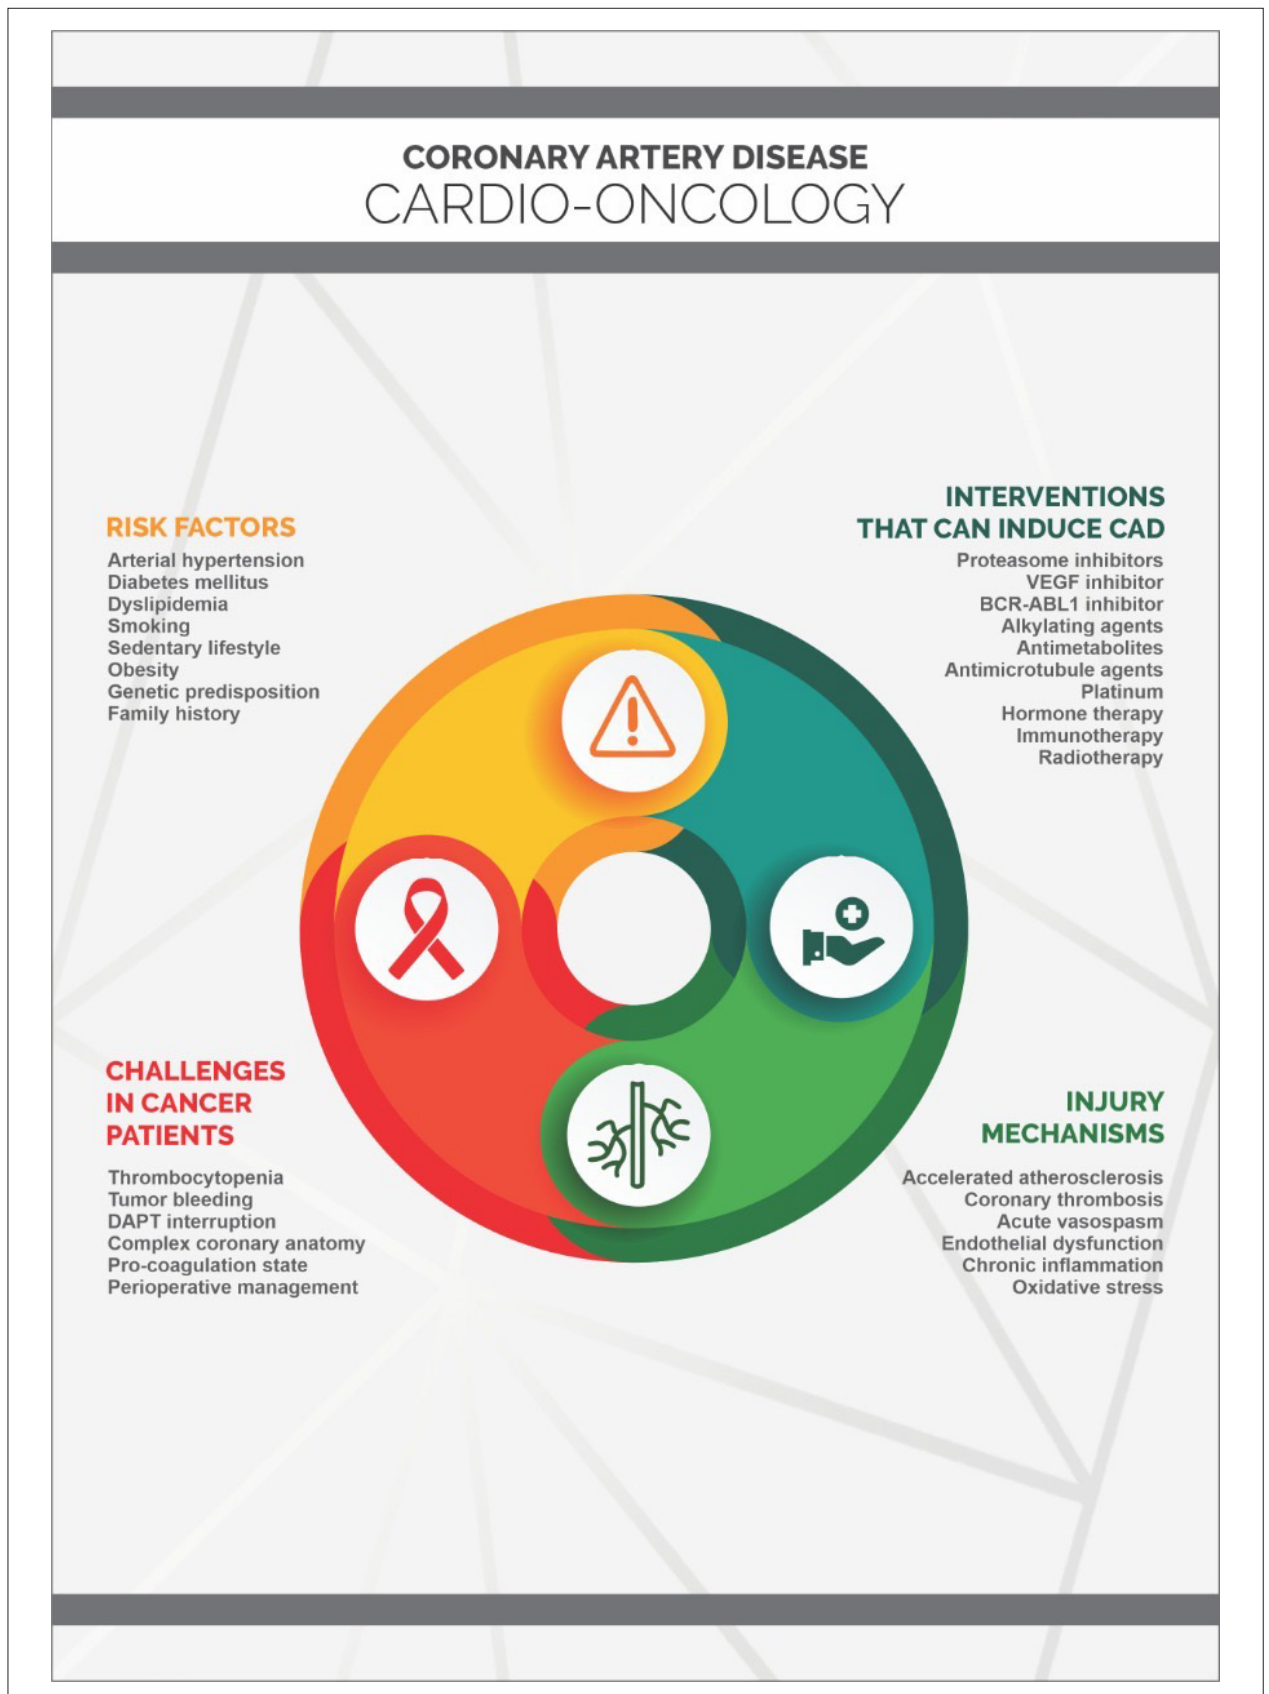 CORONARY ARTERY DISEASE
CARDIO-ONCOLOGY
RISK FACTORS
Arterial hypertension
Diabetes mellitus
Dyslipidemia
Smoking
Sedentary lifestyle
Obesity
Genetic predisposition
Family history
INTERVENTIONS
THAT CAN INDUCE CAD
Proteasome inhibitors
VEGF inhibitor
BCR-ABL1 inhibitor
Alkylating agents
Antimetabolites
Antimicrotubule agents
Platinum
Hormone therapy
Immunotherapy
Radiotherapy
CHALLENGES
IN CANCER
PATIENTS
Thrombocytopenia
Tumor bleeding
DAPT interruption
Complex coronary anatomy
Pro-coagulation state
Perioperative management
INJURY
MECHANISMS
Accelerated atherosclerosis
Coronary thrombosis
Acute vasospasm
Endothelial dysfunction
Chronic inflammation
Oxidative stress